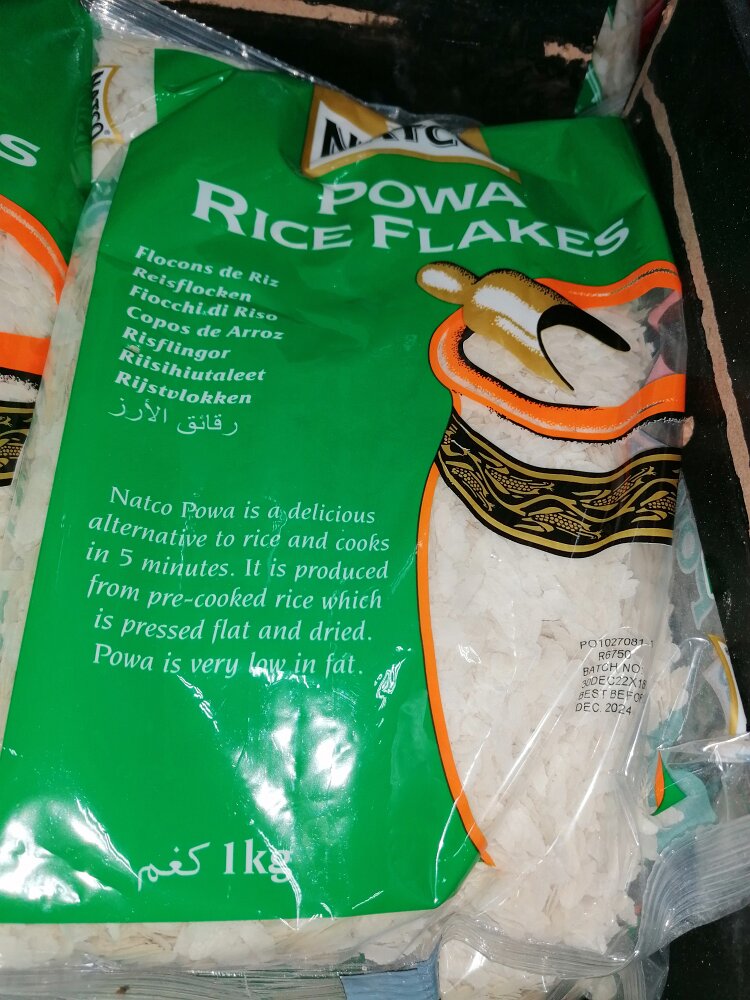 NATCO
NATCO
S
POWA
RICE FLAKES
Flocons de Riz
Reisflocken
Fiocchi di Riso
Copos de Arroz
Risflingor
Riisihiutaleet
Rijstvlokken
رقائق الأرز
Natco Powa is a delicious
alternative to rice and cooks
in 5 minutes. It is produced
from pre-cooked rice which
is pressed flat and dried.
Powa is very low in fat.
R6750
BATCH NO:
BEST BEFOR
DEC 2024
1kg كغم